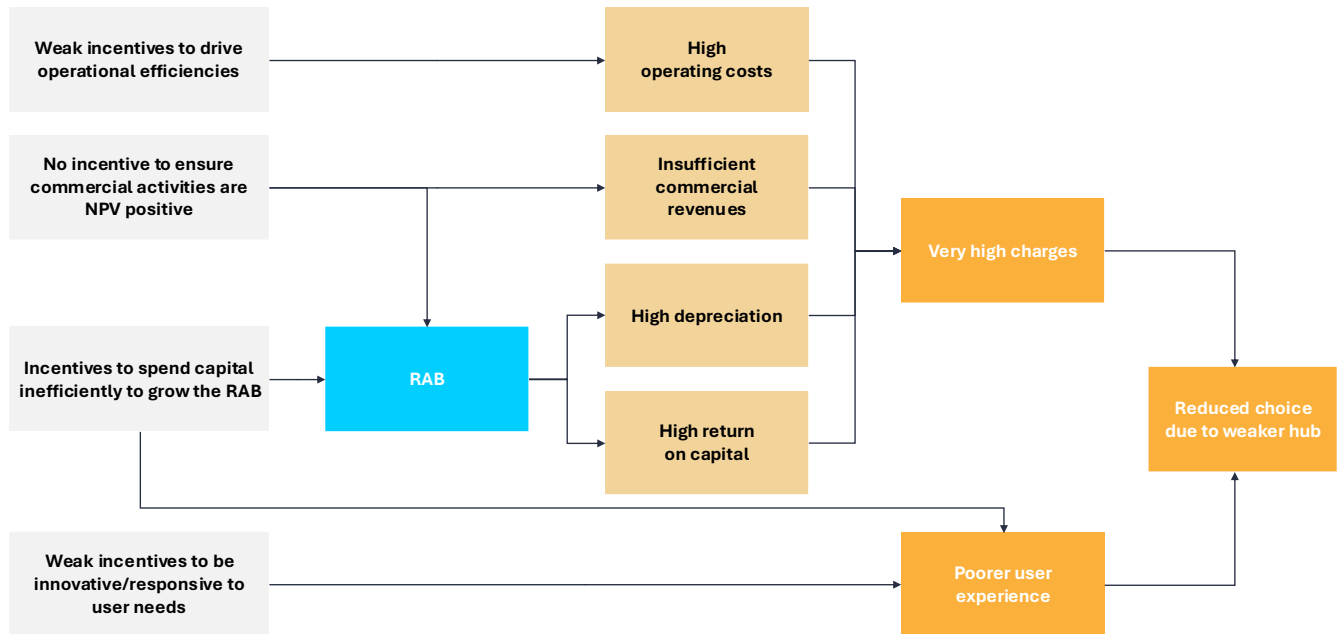 Weak incentives to drive
operational efficiencies
High
operating costs
No incentive to ensure
commercial activities are
NPV positive
Insufficient
commercial
revenues
Very high charges
High depreciation
Incentives to spend capital
inefficiently to grow the RAB
RAB
Reduced choice
due to weaker hub
High return
on capital
Weak incentives to be
innovative/responsive to
user needs
Poorer user
experience